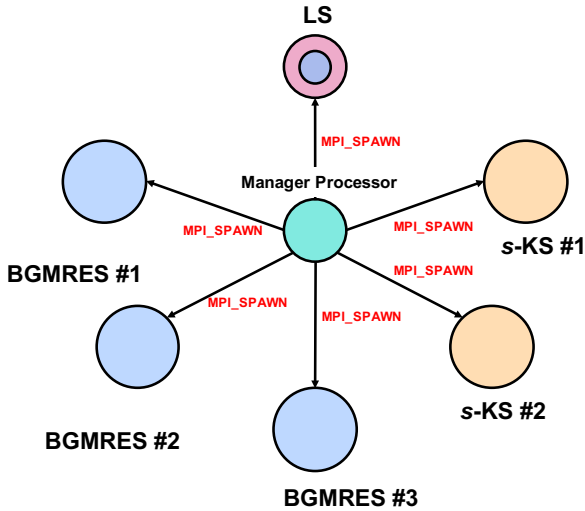 LS
MPI_SPAWN
Manager Processor
MPI_SPAWN
MPI_SPAWN
s-KS #1
BGMRES #1
MPI_SPAWN
MPI_SPAWN
MPI_SPAWN
s-KS #2
BGMRES #2
BGMRES #3